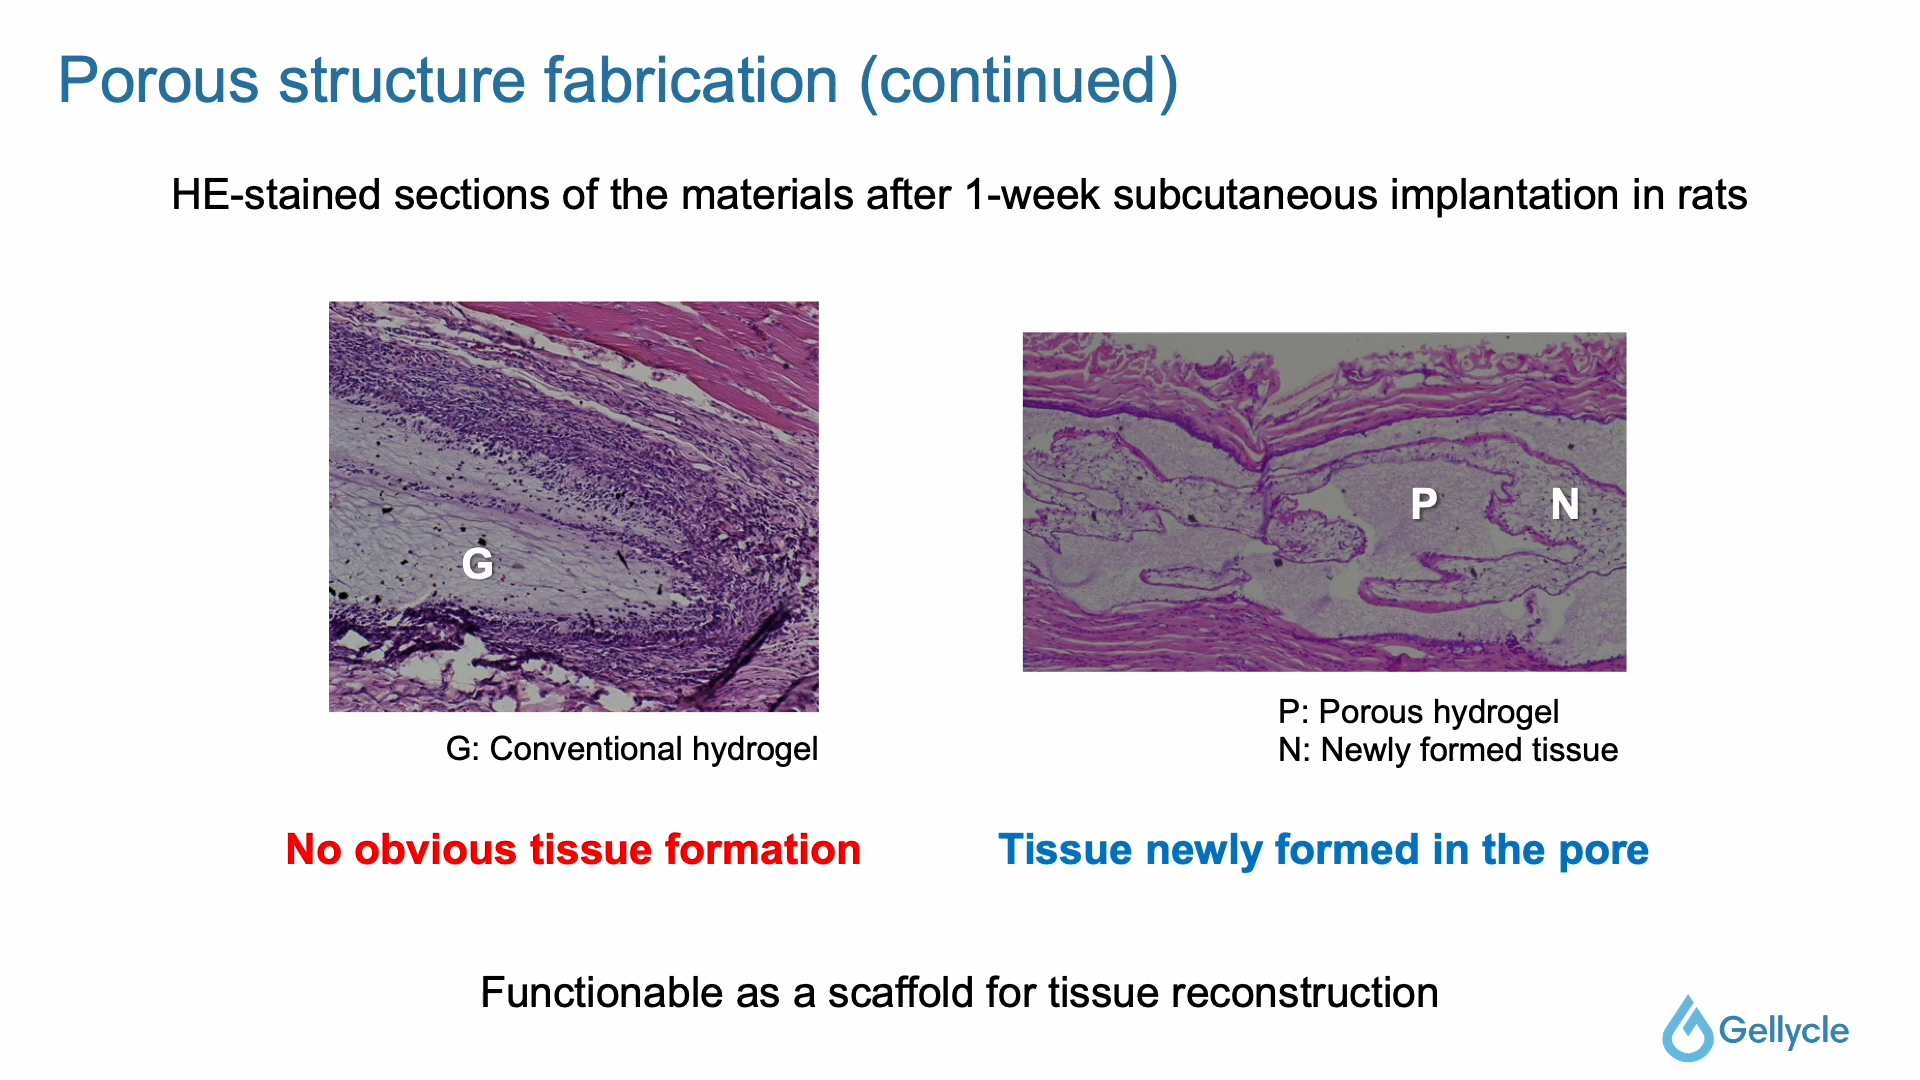 Porous structure fabrication (continued)
HE-stained sections of the materials after 1-week subcutaneous implantation in rats
G
P
N
G: Conventional hydrogel
P: Porous hydrogel
N: Newly formed tissue
No obvious tissue formation
Tissue newly formed in the pore
Functionable as a scaffold for tissue reconstruction
Gellycle